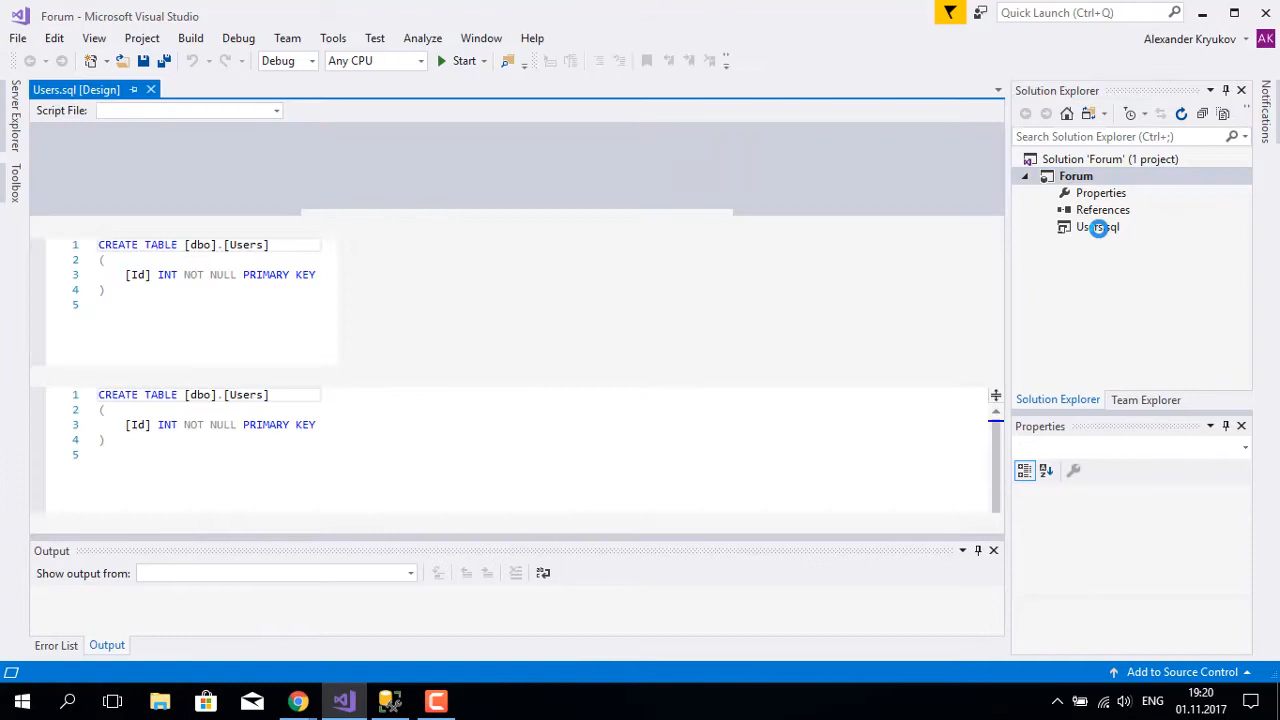 Forum - Microsoft Visual Studio
Quick Launch (Ctrl+Q)
File Edit View Project Build Debug Team Tools Test Analyze Window Help
Alexander Kryukov AK
Debug Any CPU Start
Server Explorer
Toolbox
Users.sql [Design]
Script File:
1 CREATE TABLE [dbo].[Users]
2 (
3 [Id] INT NOT NULL PRIMARY KEY
4 )
5
1 CREATE TABLE [dbo].[Users]
2 (
3 [Id] INT NOT NULL PRIMARY KEY
4 )
5
Output
Show output from:
Error List Output
Solution Explorer
Search Solution Explorer (Ctrl+;)
Solution 'Forum' (1 project)
Forum
Properties
References
Users.sql
Solution Explorer Team Explorer
Properties
Notifications
Add to Source Control
ENG
19:20
01.11.2017